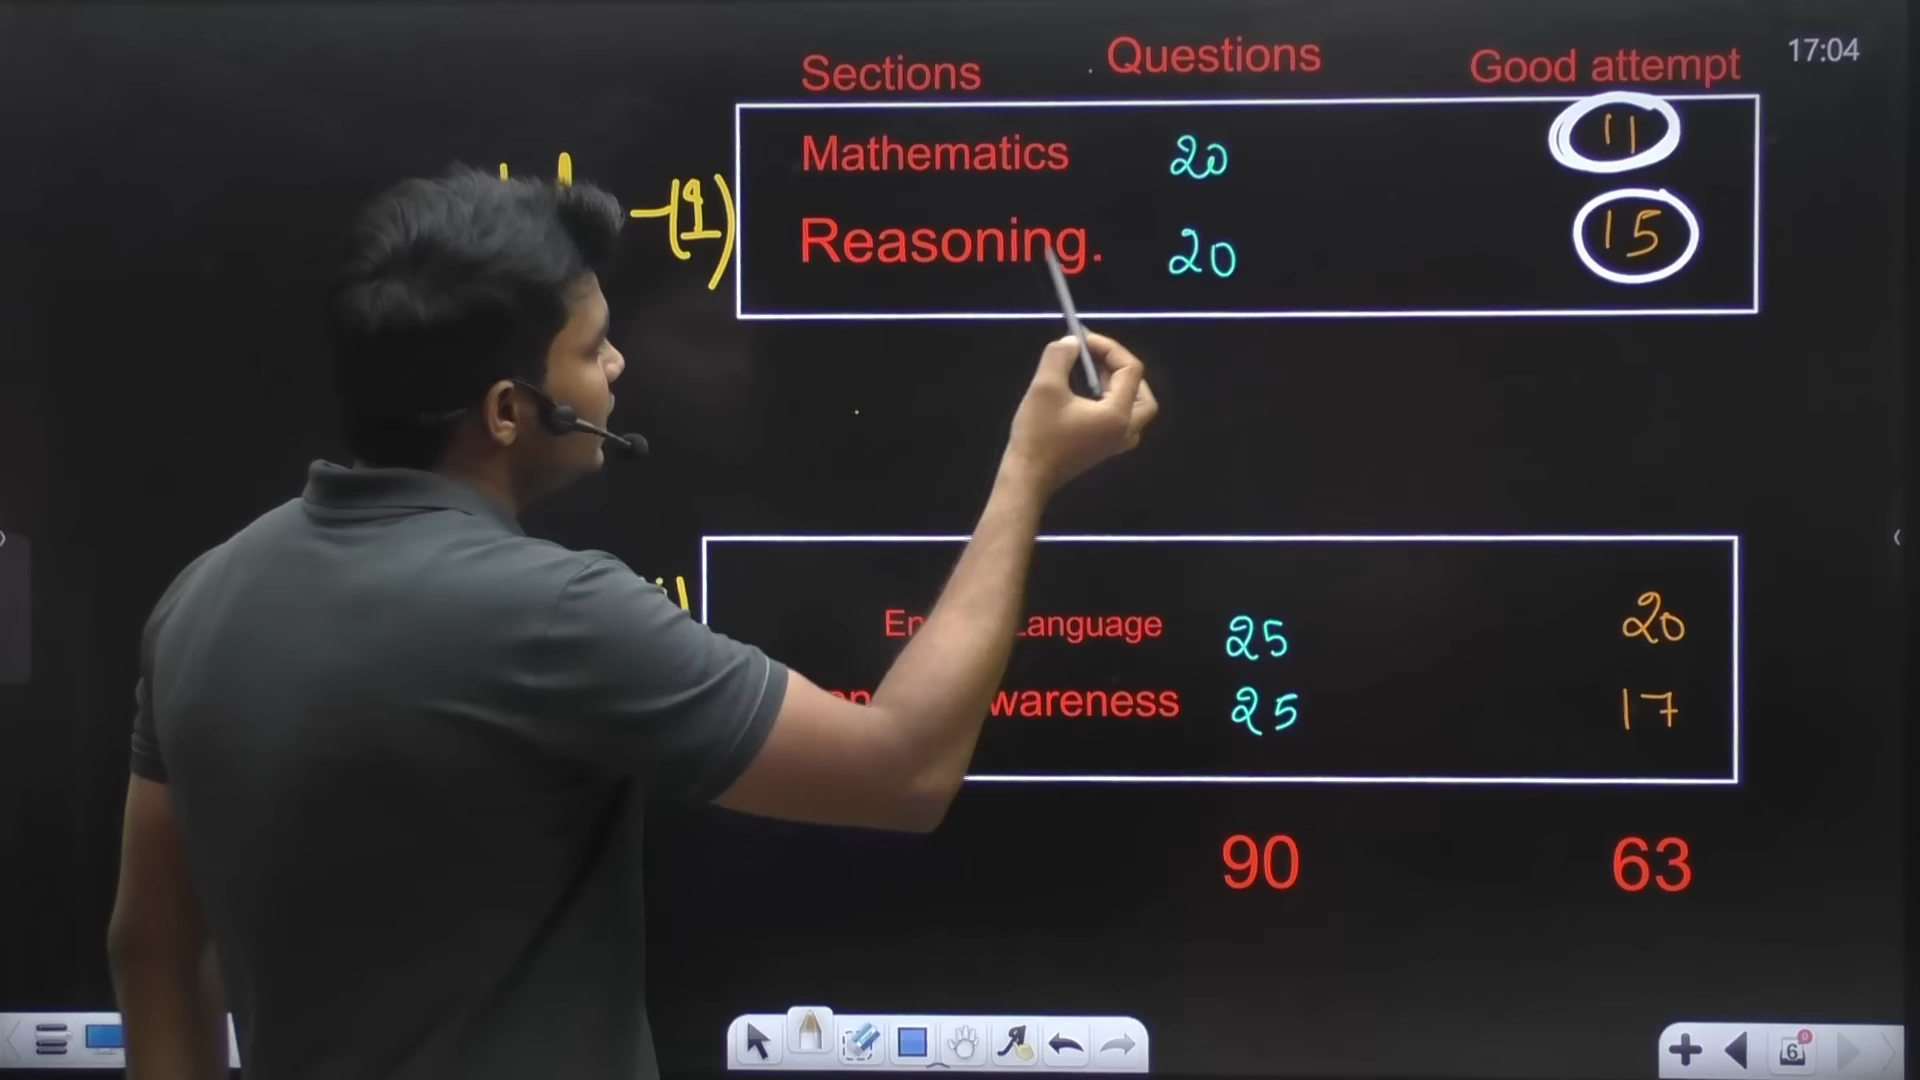 Sections Questions Good attempt 17:04
Mathematics 20 11
Reasoning. 20 15
-(1)
Language 25 20
25 17
90 63
6